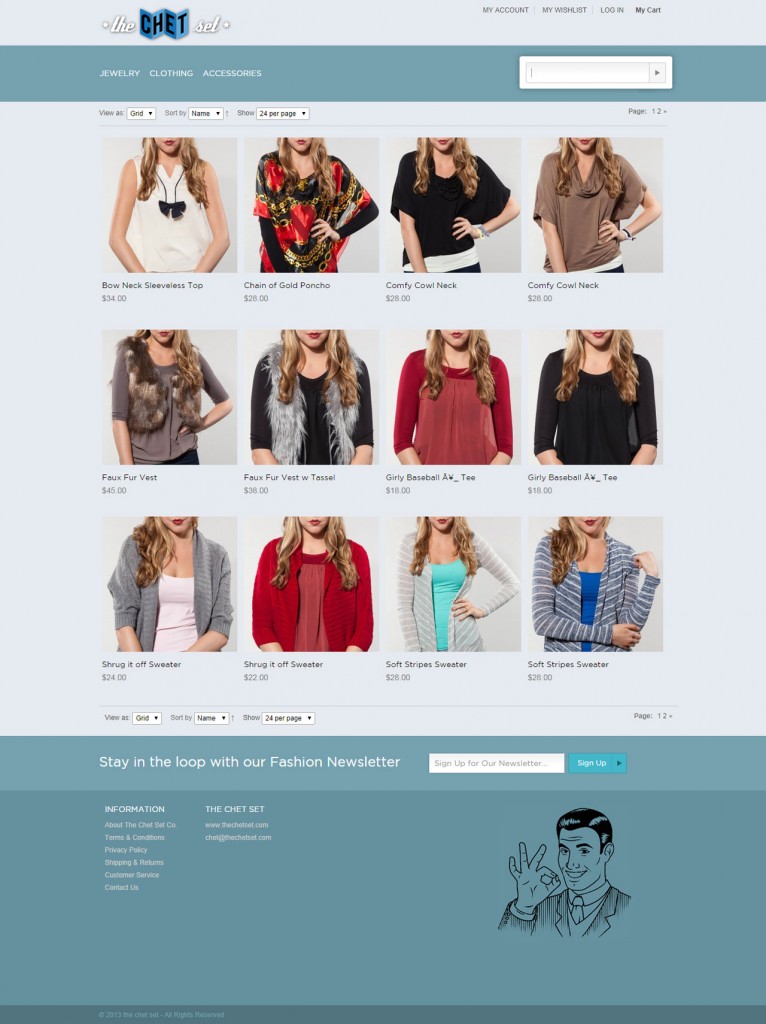 the CHET set
MY ACCOUNT MY WISHLIST LOG IN My Cart
JEWELRY CLOTHING ACCESSORIES
View as: Grid Sort by Name ↑ Show 24 per page Page: 1 2 »
Bow Neck Sleeveless Top
$34.00
Chain of Gold Poncho
$28.00
Comfy Cowl Neck
$28.00
Comfy Cowl Neck
$28.00
Faux Fur Vest
$45.00
Faux Fur Vest w Tassel
$38.00
Girly Baseball Ã¥_ Tee
$18.00
Girly Baseball Ã¥_ Tee
$18.00
Shrug it off Sweater
$24.00
Shrug it off Sweater
$22.00
Soft Stripes Sweater
$28.00
Soft Stripes Sweater
$28.00
View as: Grid Sort by Name ↑ Show 24 per page Page: 1 2 »
Stay in the loop with our Fashion Newsletter
Sign Up for Our Newsletter...
Sign Up
INFORMATION
About The Chet Set Co.
Terms & Conditions
Privacy Policy
Shipping & Returns
Customer Service
Contact Us
THE CHET SET
www.thechetset.com
chet@thechetset.com
© 2013 the chet set - All Rights Reserved